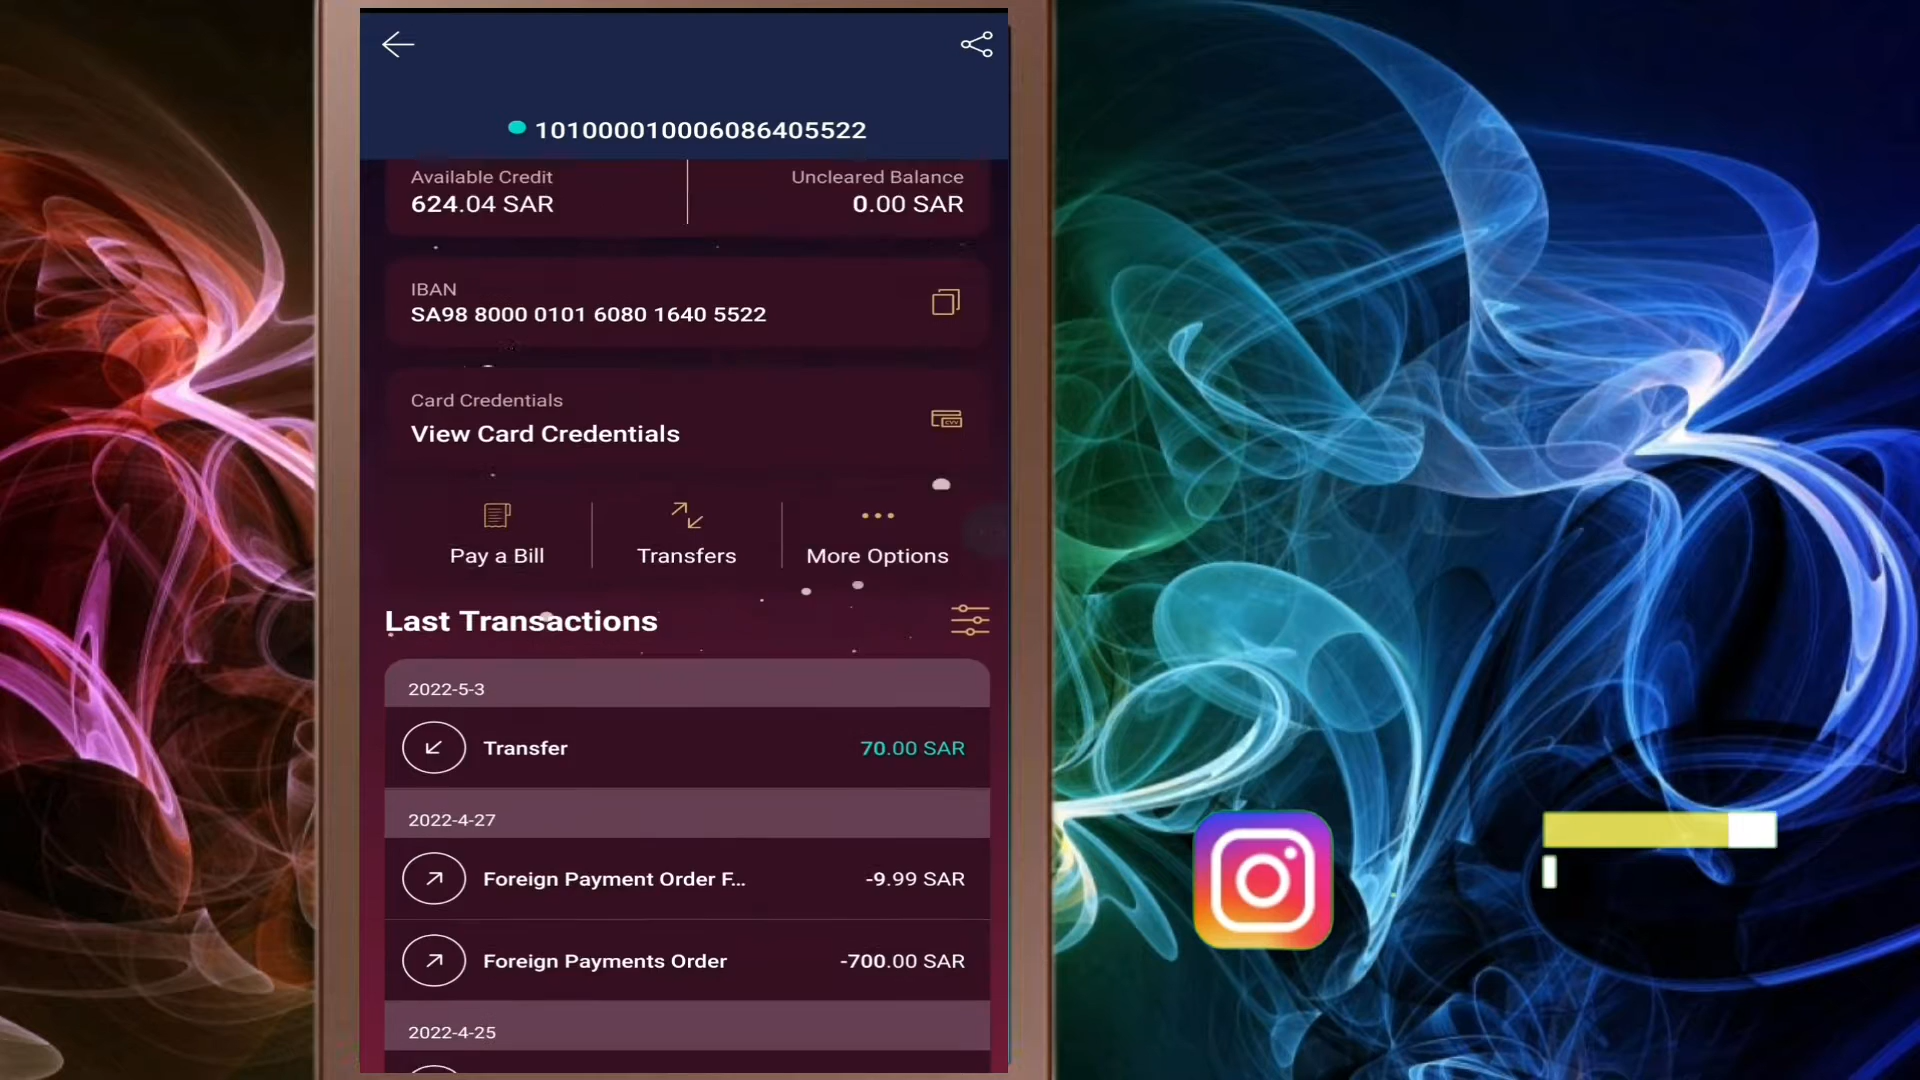 101000010006086405522
Available Credit
624.04 SAR
Uncleared Balance
0.00 SAR
IBAN
SA98 8000 0101 6080 1640 5522
Card Credentials
View Card Credentials
Pay a Bill
Transfers
More Options
Last Transactions
2022-5-3
Transfer
70.00 SAR
2022-4-27
Foreign Payment Order F...
-9.99 SAR
Foreign Payments Order
-700.00 SAR
2022-4-25